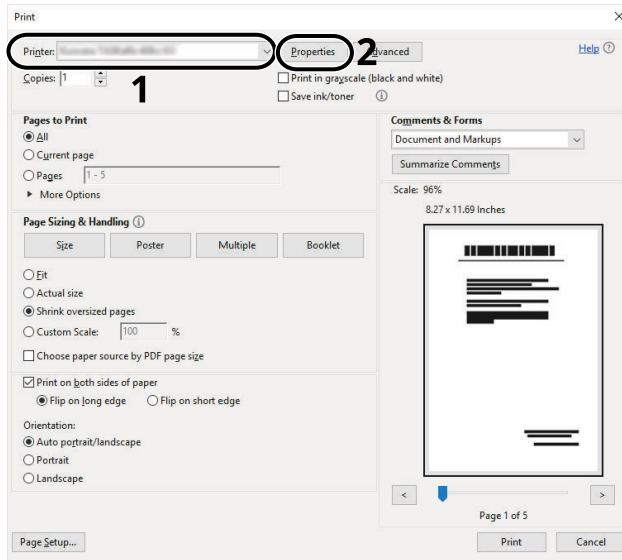 Print
Printer:
Properties
2
Advanced
Help
Copies: 1
1
Print in grayscale (black and white)
Save ink/toner
Pages to Print
All
Current page
Pages 1 - 5
More Options
Comments & Forms
Document and Markups
Summarize Comments
Page Sizing & Handling
Size Poster Multiple Booklet
Fit
Actual size
Shrink oversized pages
Custom Scale: 100 %
Choose paper source by PDF page size
Print on both sides of paper
Flip on long edge Flip on short edge
Orientation:
Auto portrait/landscape
Portrait
Landscape
Scale: 96%
8.27 x 11.69 Inches
< >
Page 1 of 5
Page Setup... Print Cancel